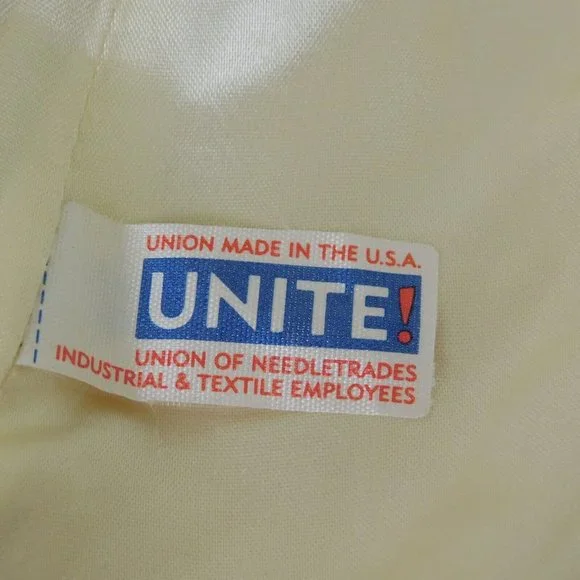 UNION MADE IN THE U.S.A.
UNITE!
UNION OF NEEDLETRADES
INDUSTRIAL & TEXTILE EMPLOYEES